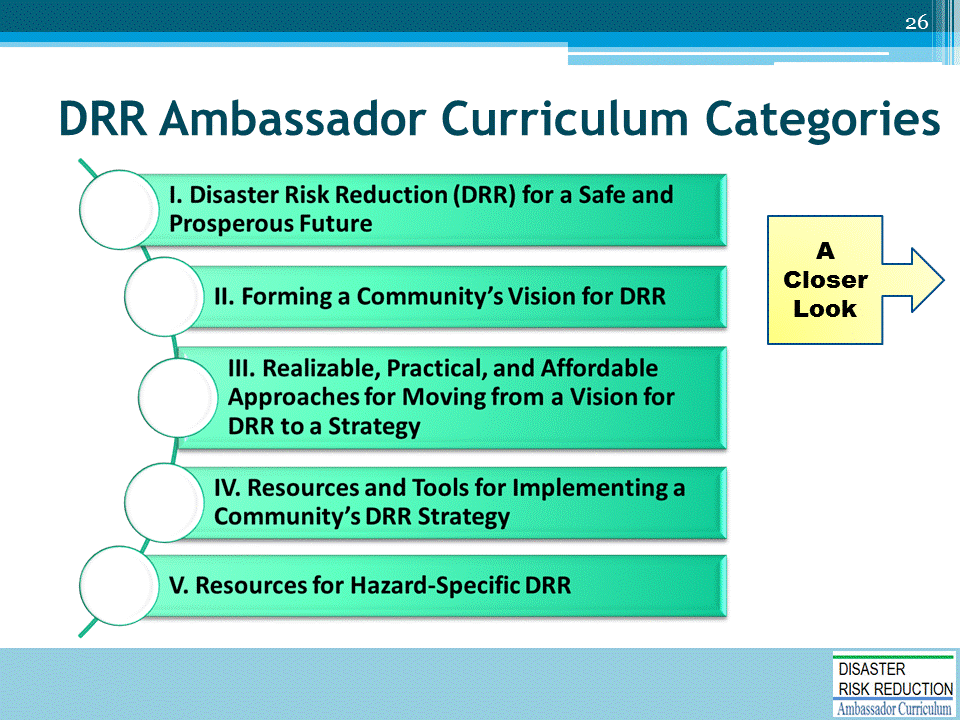 26
DRR Ambassador Curriculum Categories
I. Disaster Risk Reduction (DRR) for a Safe and
Prosperous Future
II. Forming a Community’s Vision for DRR
III. Realizable, Practical, and Affordable
Approaches for Moving from a Vision for
DRR to a Strategy
IV. Resources and Tools for Implementing a
Community’s DRR Strategy
V. Resources for Hazard-Specific DRR
A
Closer
Look
DISASTER
RISK REDUCTION
Ambassador Curriculum